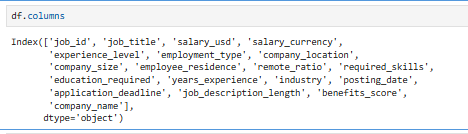 df.columns
Index(['job_id', 'job_title', 'salary_usd', 'salary_currency',
'experience_level', 'employment_type', 'company_location',
'company_size', 'employee_residence', 'remote_ratio', 'required_skills',
'education_required', 'years_experience', 'industry', 'posting_date',
'application_deadline', 'job_description_length', 'benefits_score',
'company_name'],
dtype='object')